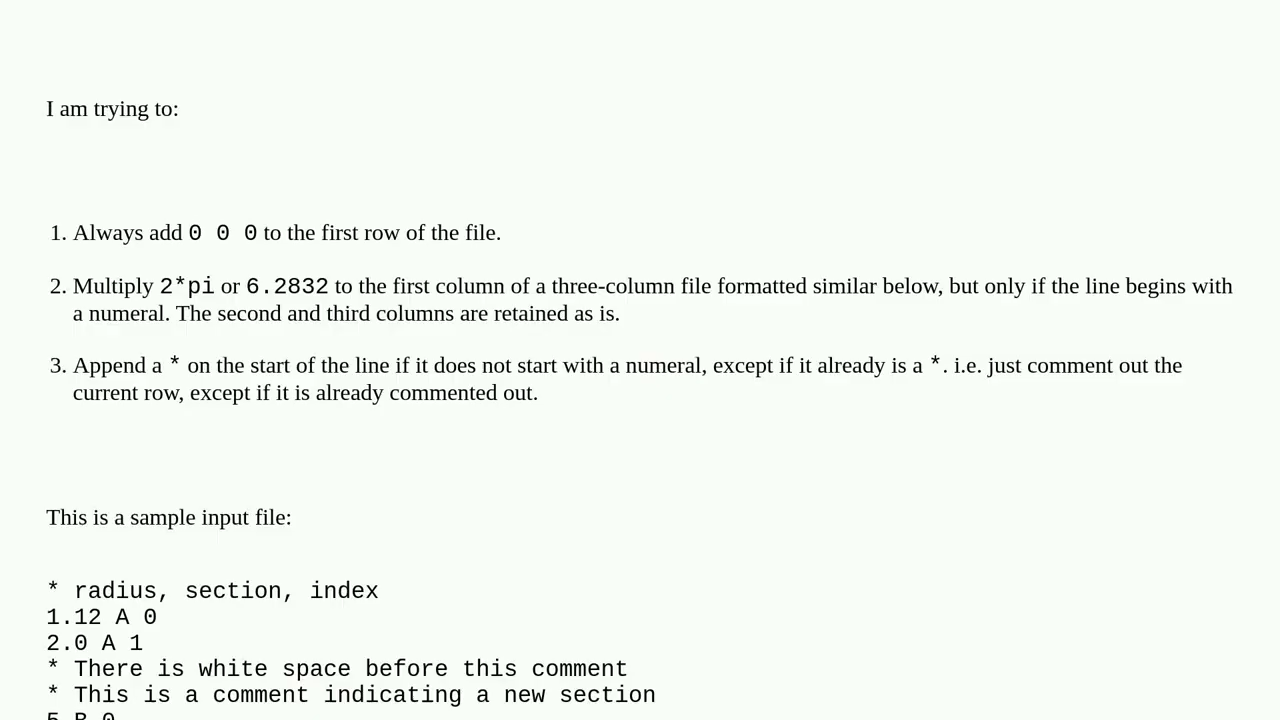 I am trying to:
1. Always add 0 0 0 to the first row of the file.
2. Multiply 2*pi or 6.2832 to the first column of a three-column file formatted similar below, but only if the line begins with
a numeral. The second and third columns are retained as is.
3. Append a * on the start of the line if it does not start with a numeral, except if it already is a *. i.e. just comment out the
current row, except if it is already commented out.
This is a sample input file:
* radius, section, index
1.12 A 0
2.0 A 1
* There is white space before this comment
* This is a comment indicating a new section
5 B 0